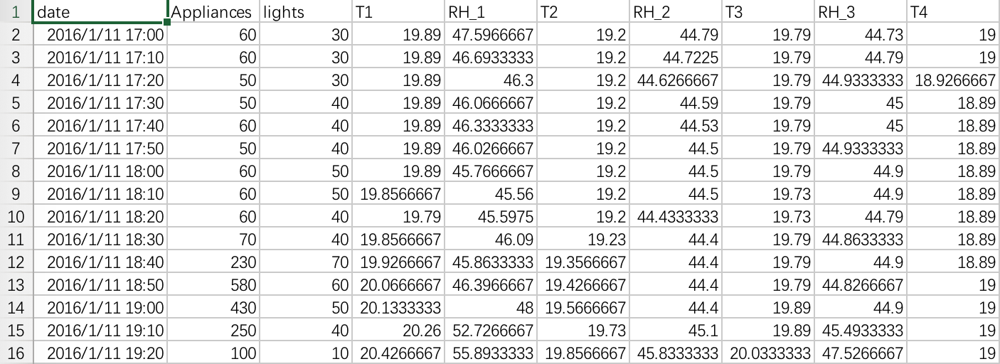 1 date Appliances lights T1 RH_1 T2 RH_2 T3 RH_3 T4
2 2016/1/11 17:00 60 30 19.89 47.5966667 19.2 44.79 19.79 44.73 19
3 2016/1/11 17:10 60 30 19.89 46.6933333 19.2 44.7225 19.79 44.79 19
4 2016/1/11 17:20 50 30 19.89 46.3 19.2 44.6266667 19.79 44.9333333 18.9266667
5 2016/1/11 17:30 50 40 19.89 46.0666667 19.2 44.59 19.79 45 18.89
6 2016/1/11 17:40 60 40 19.89 46.3333333 19.2 44.53 19.79 45 18.89
7 2016/1/11 17:50 50 40 19.89 46.0266667 19.2 44.5 19.79 44.9333333 18.89
8 2016/1/11 18:00 60 50 19.89 45.7666667 19.2 44.5 19.79 44.9 18.89
9 2016/1/11 18:10 60 50 19.8566667 45.56 19.2 44.5 19.73 44.9 18.89
10 2016/1/11 18:20 60 40 19.79 45.5975 19.2 44.4333333 19.73 44.79 18.89
11 2016/1/11 18:30 70 40 19.8566667 46.09 19.23 44.4 19.79 44.8633333 18.89
12 2016/1/11 18:40 230 70 19.9266667 45.8633333 19.3566667 44.4 19.79 44.9 18.89
13 2016/1/11 18:50 580 60 20.0666667 46.3966667 19.4266667 44.4 19.79 44.8266667 19
14 2016/1/11 19:00 430 50 20.1333333 48 19.5666667 44.4 19.89 44.9 19
15 2016/1/11 19:10 250 40 20.26 52.7266667 19.73 45.1 19.89 45.4933333 19
16 2016/1/11 19:20 100 10 20.4266667 55.8933333 19.8566667 45.8333333 20.0333333 47.5266667 19